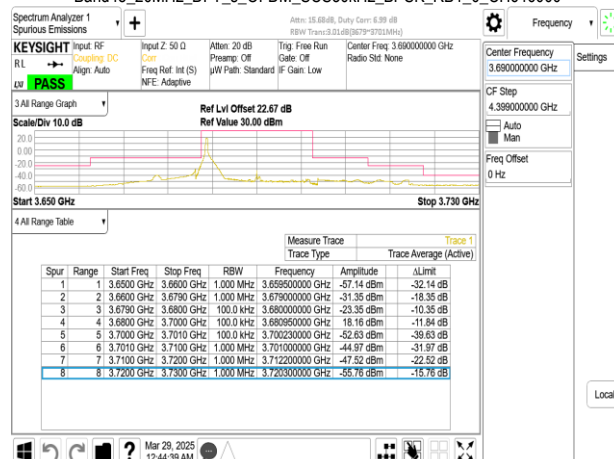 Spectrum Analyzer 1
Spurious Emissions
Attn: 15.68dB, Duty Corr: 6.99 dB
RBW Trans:3.01dB(3679*3701MHz)
Frequency
Settings
KEYSIGHT
RL
PASS
Input: RF
Coupling: DC
Align: Auto
Input Z: 50 Ω
Corr
Freq Ref: Int (S)
NFE: Adaptive
Atten: 20 dB
Preamp: Off
µW Path: Standard
Trig: Free Run
Gate: Off
IF Gain: Low
Center Freq: 3.690000000 GHz
Radio Std: None
Center Frequency
3.690000000 GHz
CF Step
4.399000000 GHz
Auto
Man
Freq Offset
0 Hz
3 All Range Graph
Scale/Div 10.0 dB
Ref Lvl Offset 22.67 dB
Ref Value 30.00 dBm
20.0
0.00
-20.0
-40.0
-60.0
Start 3.650 GHz
Stop 3.730 GHz
4 All Range Table
Measure Trace Trace 1
Trace Type Trace Average (Active)
Spur Range Start Freq Stop Freq RBW Frequency Amplitude ΔLimit
1 1 3.6500 GHz 3.6600 GHz 1.000 MHz 3.659500000 GHz -57.14 dBm -32.14 dB
2 2 3.6600 GHz 3.6790 GHz 1.000 MHz 3.679000000 GHz -31.35 dBm -18.35 dB
3 3 3.6790 GHz 3.6800 GHz 100.0 kHz 3.680000000 GHz -23.35 dBm -10.35 dB
4 4 3.6800 GHz 3.7000 GHz 100.0 kHz 3.680950000 GHz 18.16 dBm -11.84 dB
5 5 3.7000 GHz 3.7010 GHz 100.0 kHz 3.700230000 GHz -52.63 dBm -39.63 dB
6 6 3.7010 GHz 3.7100 GHz 1.000 MHz 3.701000000 GHz -44.97 dBm -31.97 dB
7 7 3.7100 GHz 3.7200 GHz 1.000 MHz 3.712200000 GHz -47.52 dBm -22.52 dB
8 8 3.7200 GHz 3.7300 GHz 1.000 MHz 3.720300000 GHz -55.76 dBm -15.76 dB
Local
Mar 29, 2025
12:44:39 AM